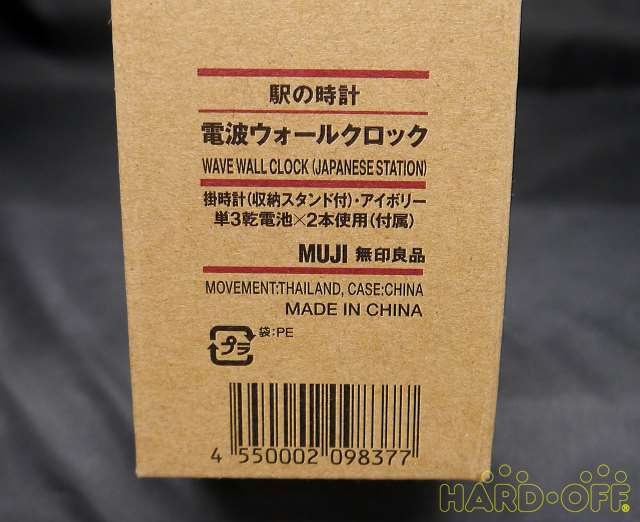 駅の時計
電波ウォールクロック
WAVE WALL CLOCK (JAPANESE STATION)
掛時計(収納スタンド付)・アイボリー
単3乾電池×2本使用(付属)
MUJI 無印良品
MOVEMENT:THAILAND, CASE:CHINA
MADE IN CHINA
プラ 袋:PE
4 550002 098377
HARD・OFF®